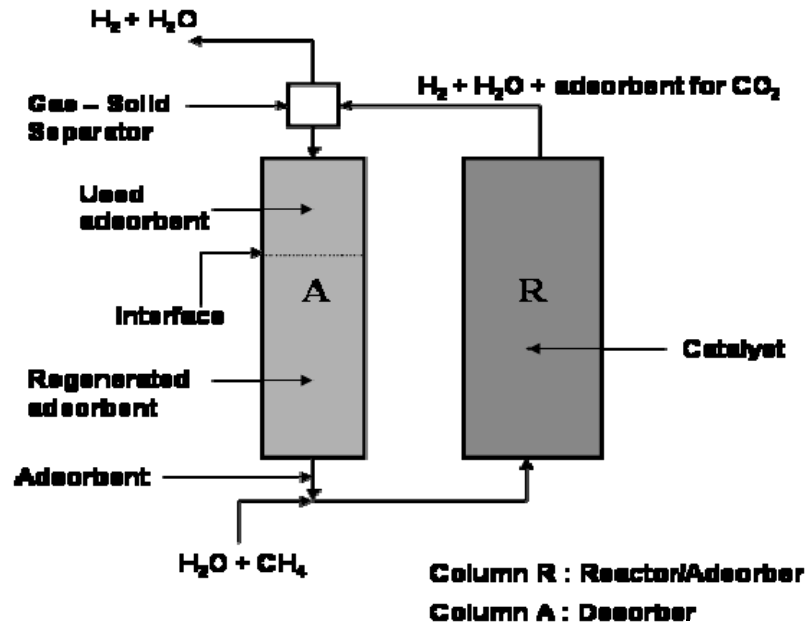 H₂ + H₂O
H₂ + H₂O + adsorbent for CO₂
Gas – Solid
Separator
Used
adsorbent
A
R
Interface
Catalyst
Regenerated
adsorbent
Adsorbent
H₂O + CH₄
Column R : Reactor/Adsorber
Column A : Desorber